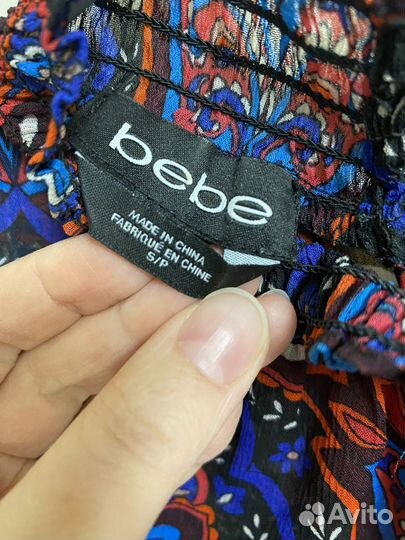 bebe
MADE IN CHINA
FABRIQUÉ EN CHINE
S/P
Avito